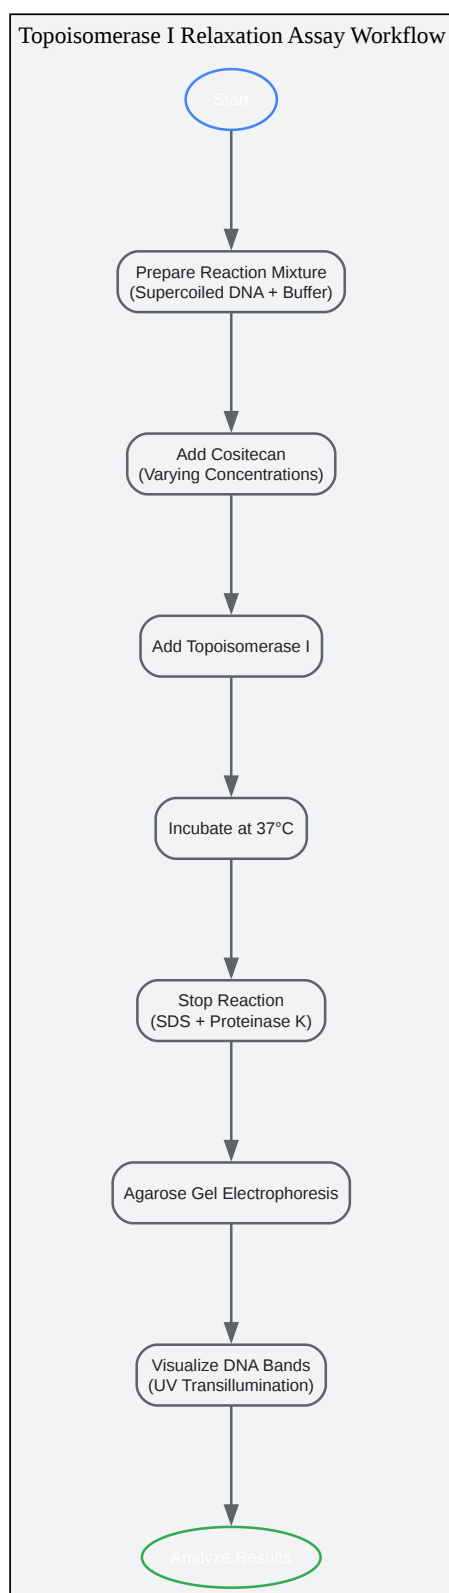 Topoisomerase I Relaxation Assay Workflow
Start
Prepare Reaction Mixture
(Supercoiled DNA + Buffer)
Add Cositecan
(Varying Concentrations)
Add Topoisomerase I
Incubate at 37°C
Stop Reaction
(SDS + Proteinase K)
Agarose Gel Electrophoresis
Visualize DNA Bands
(UV Transillumination)
Analyze Results